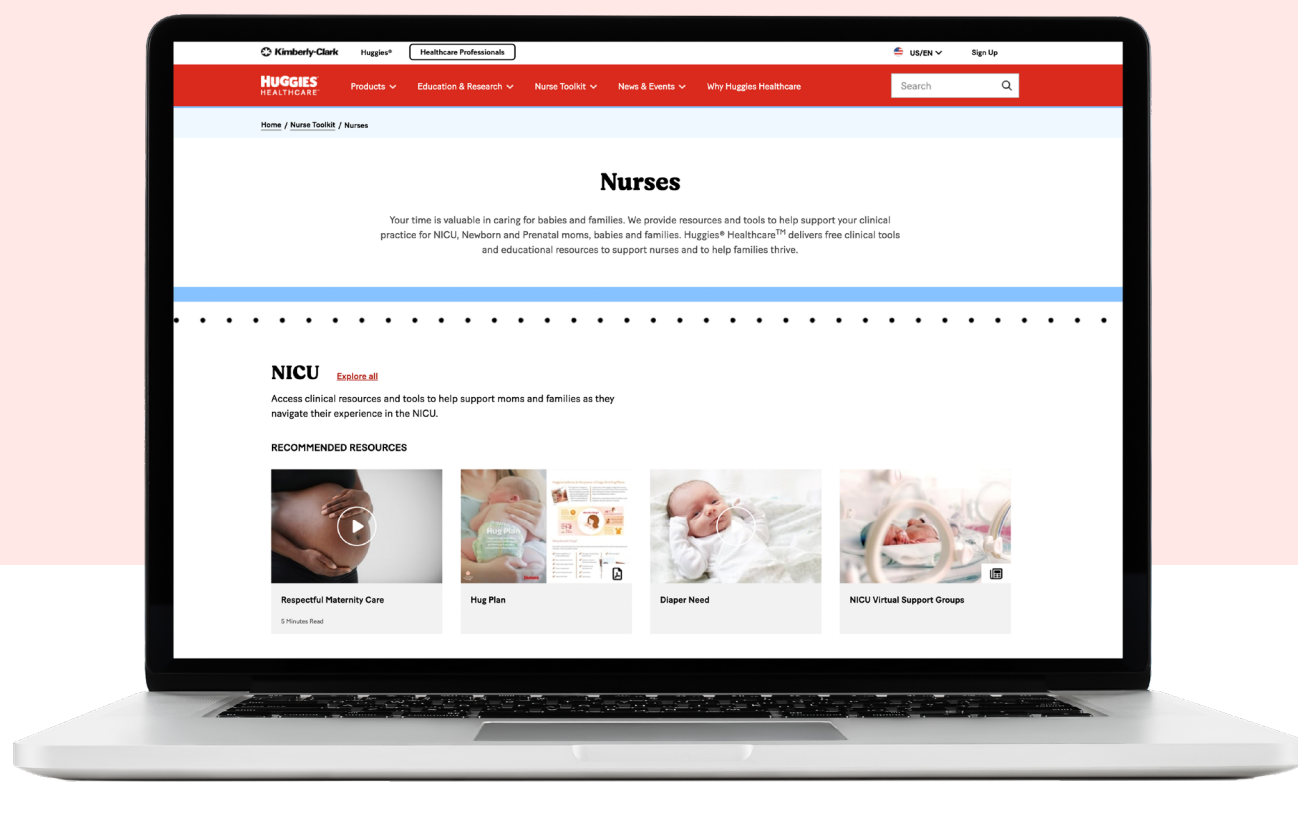 Kimberly-Clark Huggies® Healthcare Professionals US/EN Sign Up
HUGGIES HEALTHCARE Products Education & Research Nurse Toolkit News & Events Why Huggies Healthcare Search
Home / Nurse Toolkit / Nurses
Nurses
Your time is valuable in caring for babies and families. We provide resources and tools to help support your clinical
practice for NICU, Newborn and Prenatal moms, babies and families. Huggies® Healthcare™ delivers free clinical tools
and educational resources to support nurses and to help families thrive.
NICU Explore all
Access clinical resources and tools to help support moms and families as they
navigate their experience in the NICU.
RECOMMENDED RESOURCES
Hug Plan
Respectful Maternity Care
5 Minutes Read
Hug Plan
Diaper Need
NICU Virtual Support Groups